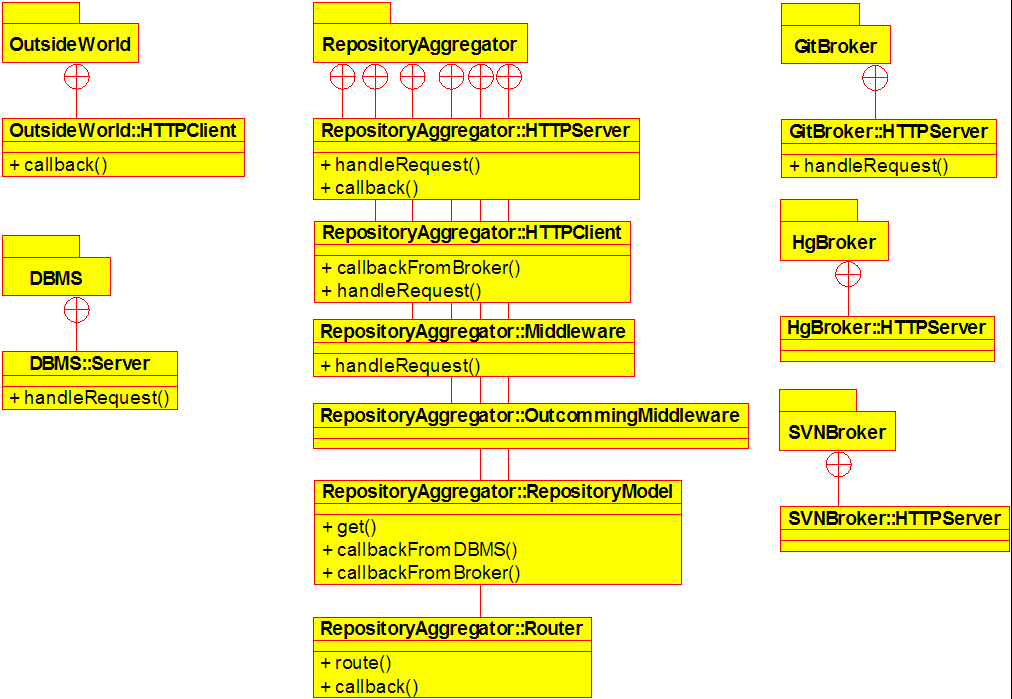 OutsideWorld
OutsideWorld::HTTPClient
+ callback()
DBMS
DBMS::Server
+ handleRequest()
RepositoryAggregator
RepositoryAggregator::HTTPServer
+ handleRequest()
+ callback()
RepositoryAggregator::HTTPClient
+ callbackFromBroker()
+ handleRequest()
RepositoryAggregator::Middleware
+ handleRequest()
RepositoryAggregator::OutcommingMiddleware
RepositoryAggregator::RepositoryModel
+ get()
+ callbackFromDBMS()
+ callbackFromBroker()
RepositoryAggregator::Router
+ route()
+ callback()
GitBroker
GitBroker::HTTPServer
+ handleRequest()
HgBroker
HgBroker::HTTPServer
SVNBroker
SVNBroker::HTTPServer